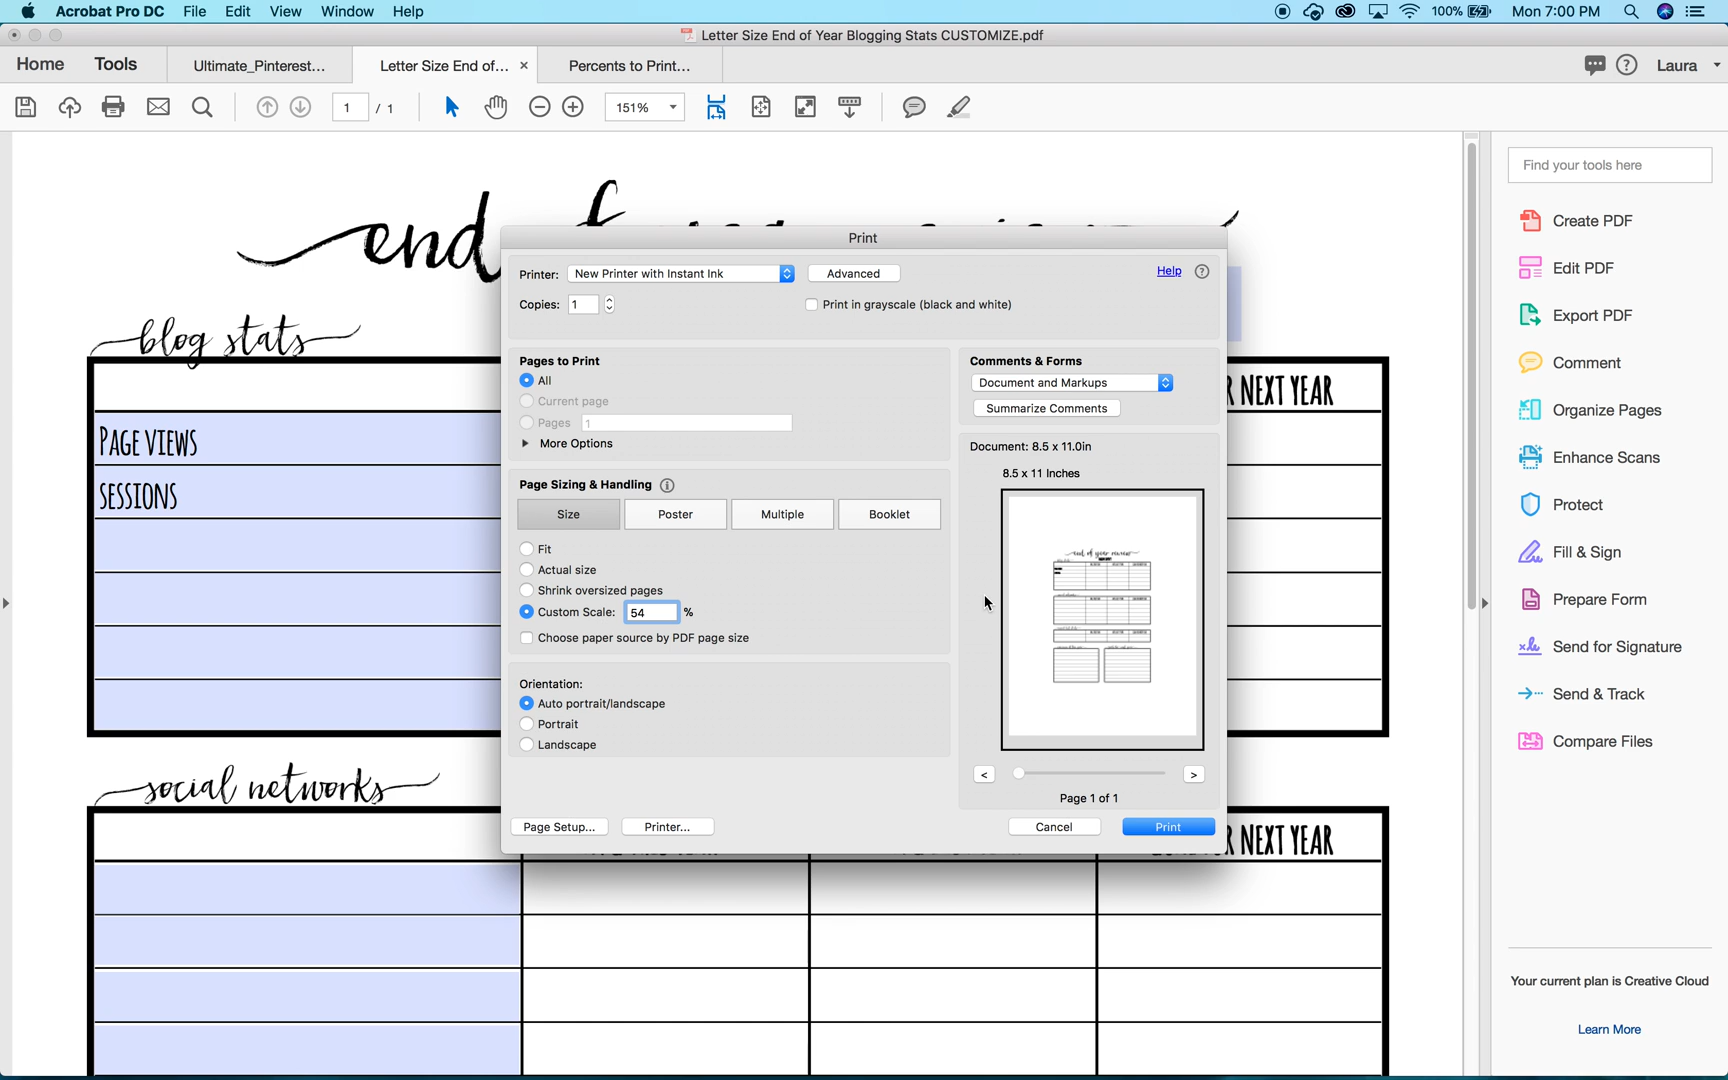 Acrobat Pro DC File Edit View Window Help 100% Mon 7:00 PM
Letter Size End of Year Blogging Stats CUSTOMIZE.pdf
Home Tools Ultimate_Pinterest... Letter Size End of... × Percents to Print... Laura
1 / 1 151%
Find your tools here
Create PDF
Edit PDF
Export PDF
Comment
Organize Pages
Enhance Scans
Protect
Fill & Sign
Prepare Form
Send for Signature
Send & Track
Compare Files
Your current plan is Creative Cloud
Learn More
end
blog stats
R NEXT YEAR
PAGE VIEWS
SESSIONS
social networks
R NEXT YEAR
Print
Printer: New Printer with Instant Ink Advanced Help ?
Copies: 1 Print in grayscale (black and white)
Pages to Print
All
Current page
Pages 1
More Options
Comments & Forms
Document and Markups
Summarize Comments
Page Sizing & Handling
Size Poster Multiple Booklet
Fit
Actual size
Shrink oversized pages
Custom Scale: 54 %
Choose paper source by PDF page size
Orientation:
Auto portrait/landscape
Portrait
Landscape
Document: 8.5 x 11.0in
8.5 x 11 Inches
end of year review
< >
Page 1 of 1
Page Setup... Printer... Cancel Print